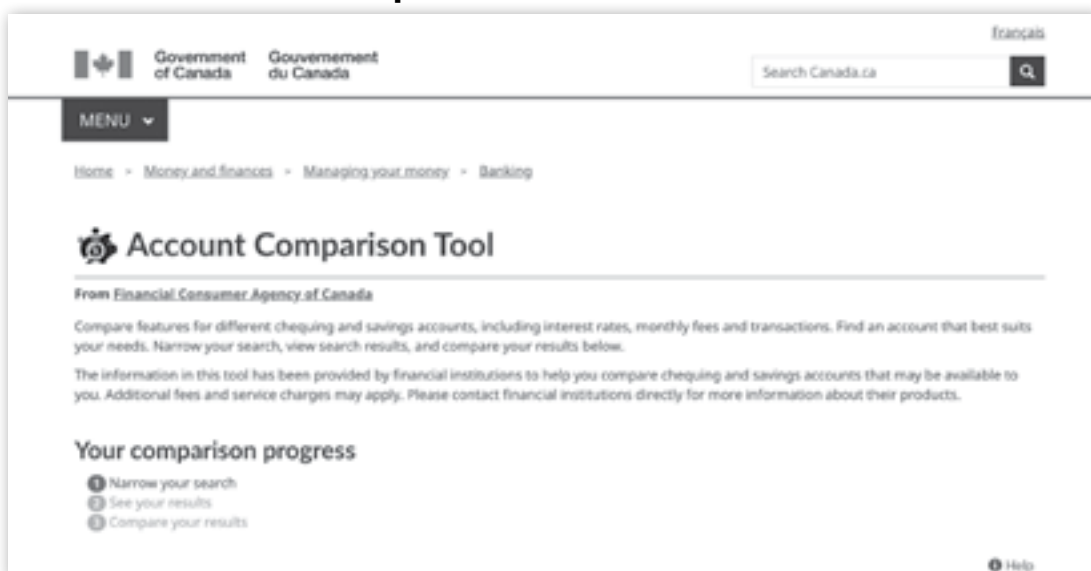 Français
Government of Canada
Gouvernement du Canada
Search Canada.ca
MENU
Home > Money and finances > Managing your money > Banking
Account Comparison Tool
From Financial Consumer Agency of Canada
Compare features for different chequing and savings accounts, including interest rates, monthly fees and transactions. Find an account that best suits
your needs. Narrow your search, view search results, and compare your results below.
The information in this tool has been provided by financial institutions to help you compare chequing and savings accounts that may be available to
you. Additional fees and service charges may apply. Please contact financial institutions directly for more information about their products.
Your comparison progress
1 Narrow your search
2 See your results
3 Compare your results
Help